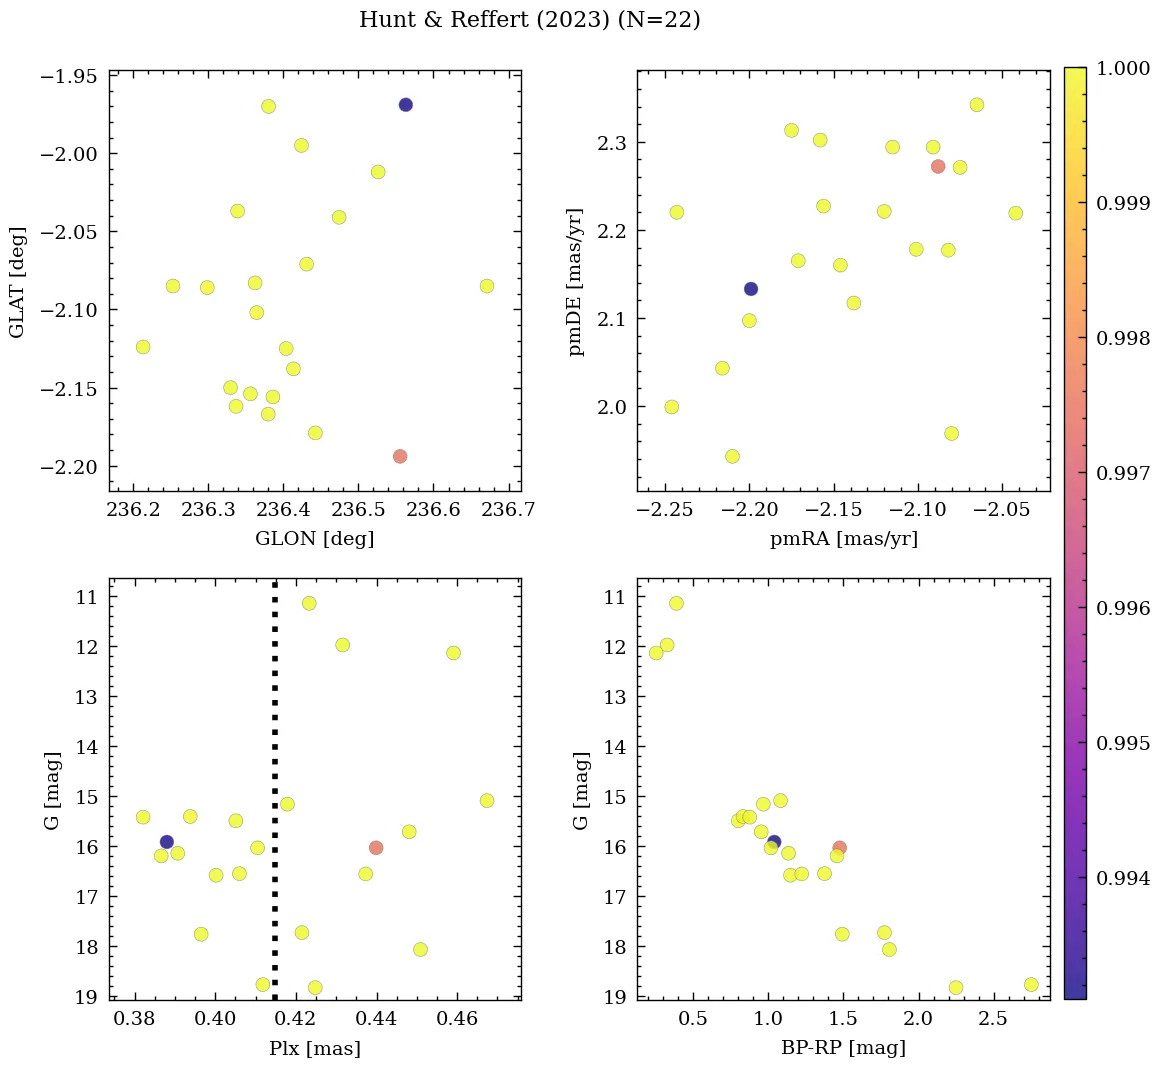 Hunt & Reffert (2023) (N=22)
−1.95
−2.00
−2.05
−2.10
−2.15
−2.20
GLAT [deg]
236.2 236.3 236.4 236.5 236.6 236.7
GLON [deg]
2.3
2.2
2.1
2.0
pmDE [mas/yr]
−2.25 −2.20 −2.15 −2.10 −2.05
pmRA [mas/yr]
11
12
13
14
15
16
17
18
19
G [mag]
0.38 0.40 0.42 0.44 0.46
Plx [mas]
11
12
13
14
15
16
17
18
19
G [mag]
0.5 1.0 1.5 2.0 2.5
BP-RP [mag]
1.000
0.999
0.998
0.997
0.996
0.995
0.994